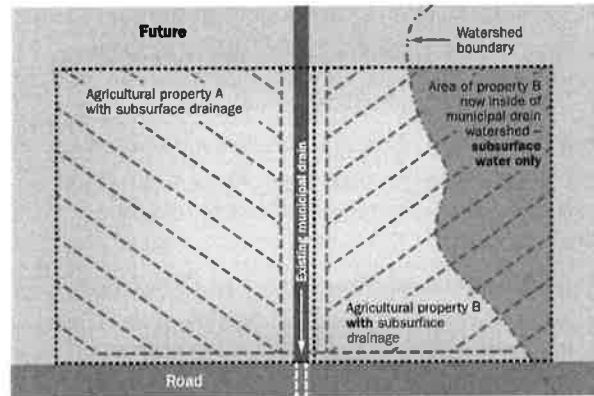 Future
Watershed
boundary
Agricultural property A
with subsurface drainage
Area of property B
now inside of
municipal drain
watershed –
subsurface
water only
Existing municipal drain
Agricultural property B
with subsurface
drainage
Road